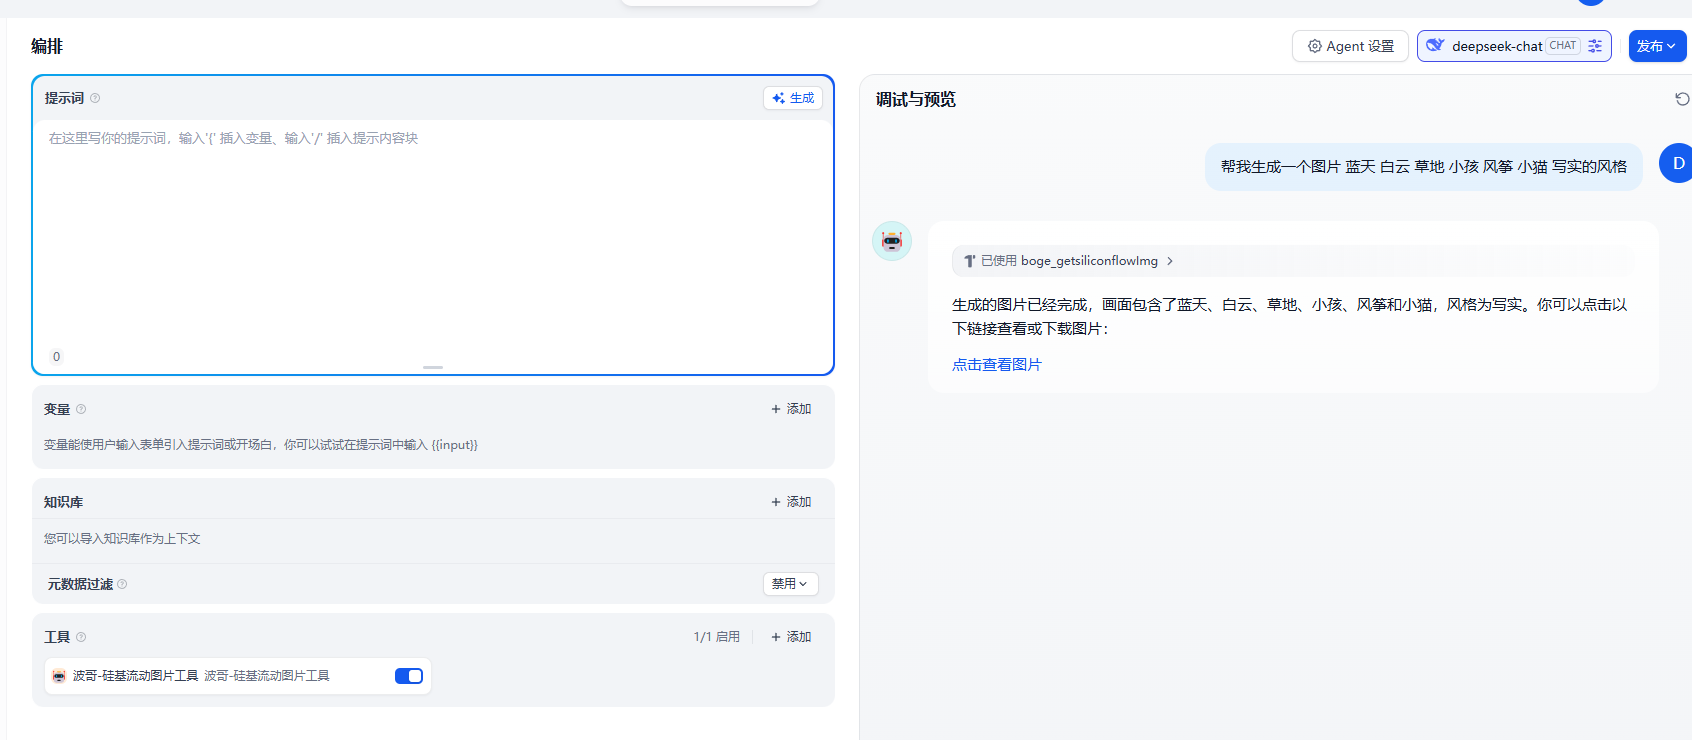 编排
Agent 设置
deepseek-chat CHAT
发布
提示词
生成
在这里写你的提示词，输入'{' 插入变量、输入'/' 插入提示内容块
0
变量
+ 添加
变量能使用户输入表单引入提示词或开场白，你可以试试在提示词中输入 {{input}}
知识库
+ 添加
您可以导入知识库作为上下文
元数据过滤
禁用
工具
1/1 启用
+ 添加
波哥-硅基流动图片工具 波哥-硅基流动图片工具
调试与预览
帮我生成一个图片 蓝天 白云 草地 小孩 风筝 小猫 写实的风格
D
已使用 boge_getsiliconflowImg
生成的图片已经完成，画面包含了蓝天、白云、草地、小孩、风筝和小猫，风格为写实。你可以点击以
下链接查看或下载图片：
点击查看图片